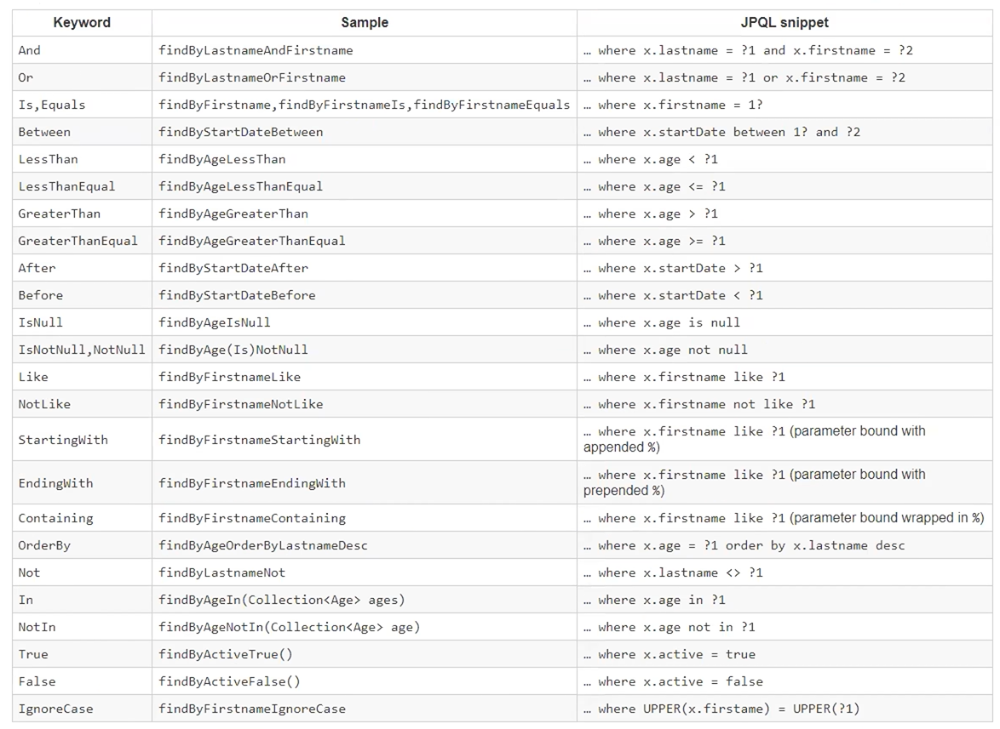 Keyword Sample JPQL snippet
And findByLastnameAndFirstname … where x.lastname = ?1 and x.firstname = ?2
Or findByLastnameOrFirstname … where x.lastname = ?1 or x.firstname = ?2
Is,Equals findByFirstname,findByFirstnameIs,findByFirstnameEquals … where x.firstname = 1?
Between findByStartDateBetween … where x.startDate between 1? and ?2
LessThan findByAgeLessThan … where x.age < ?1
LessThanEqual findByAgeLessThanEqual … where x.age <= ?1
GreaterThan findByAgeGreaterThan … where x.age > ?1
GreaterThanEqual findByAgeGreaterThanEqual … where x.age >= ?1
After findByStartDateAfter … where x.startDate > ?1
Before findByStartDateBefore … where x.startDate < ?1
IsNull findByAgeIsNull … where x.age is null
IsNotNull,NotNull findByAge(Is)NotNull … where x.age not null
Like findByFirstnameLike … where x.firstname like ?1
NotLike findByFirstnameNotLike … where x.firstname not like ?1
StartingWith findByFirstnameStartingWith … where x.firstname like ?1 (parameter bound with
appended %)
EndingWith findByFirstnameEndingWith … where x.firstname like ?1 (parameter bound with
prepended %)
Containing findByFirstnameContaining … where x.firstname like ?1 (parameter bound wrapped in %)
OrderBy findByAgeOrderByLastnameDesc … where x.age = ?1 order by x.lastname desc
Not findByLastnameNot … where x.lastname <> ?1
In findByAgeIn(Collection<Age> ages) … where x.age in ?1
NotIn findByAgeNotIn(Collection<Age> age) … where x.age not in ?1
True findByActiveTrue() … where x.active = true
False findByActiveFalse() … where x.active = false
IgnoreCase findByFirstnameIgnoreCase … where UPPER(x.firstame) = UPPER(?1)